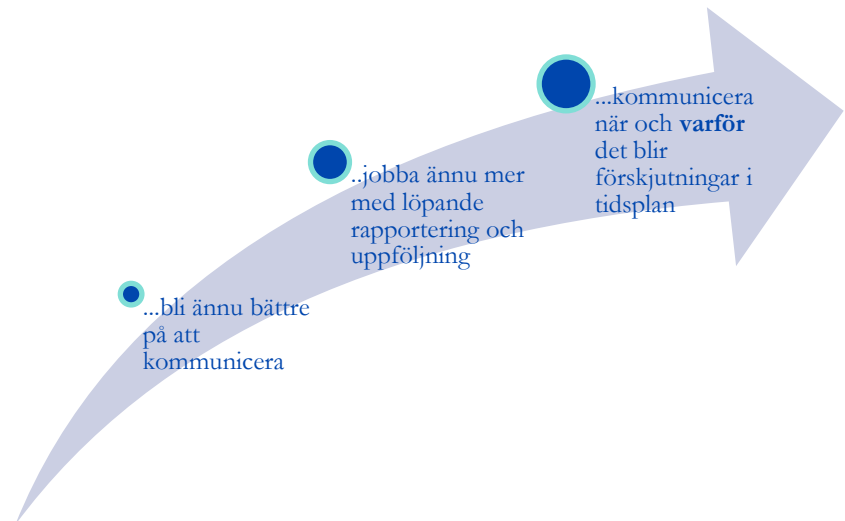 ...bli ännu bättre
på att
kommunicera
..jobba ännu mer
med löpande
rapportering och
uppföljning
...kommunicera
när och varför
det blir
förskjutningar i
tidsplan